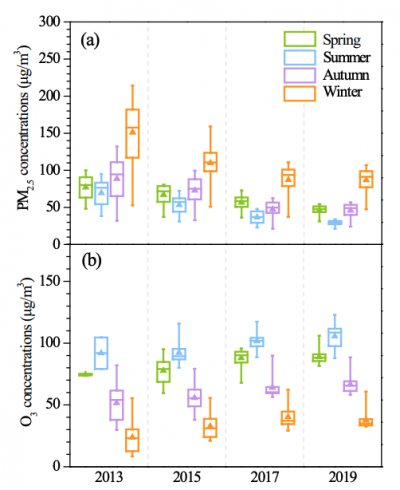 (a)
Spring
Summer
Autumn
Winter
PM2.5 concentrations (μg/m³)
300
250
200
150
100
50
0
(b)
O3 concentrations (μg/m³)
150
100
50
0
2013 2015 2017 2019